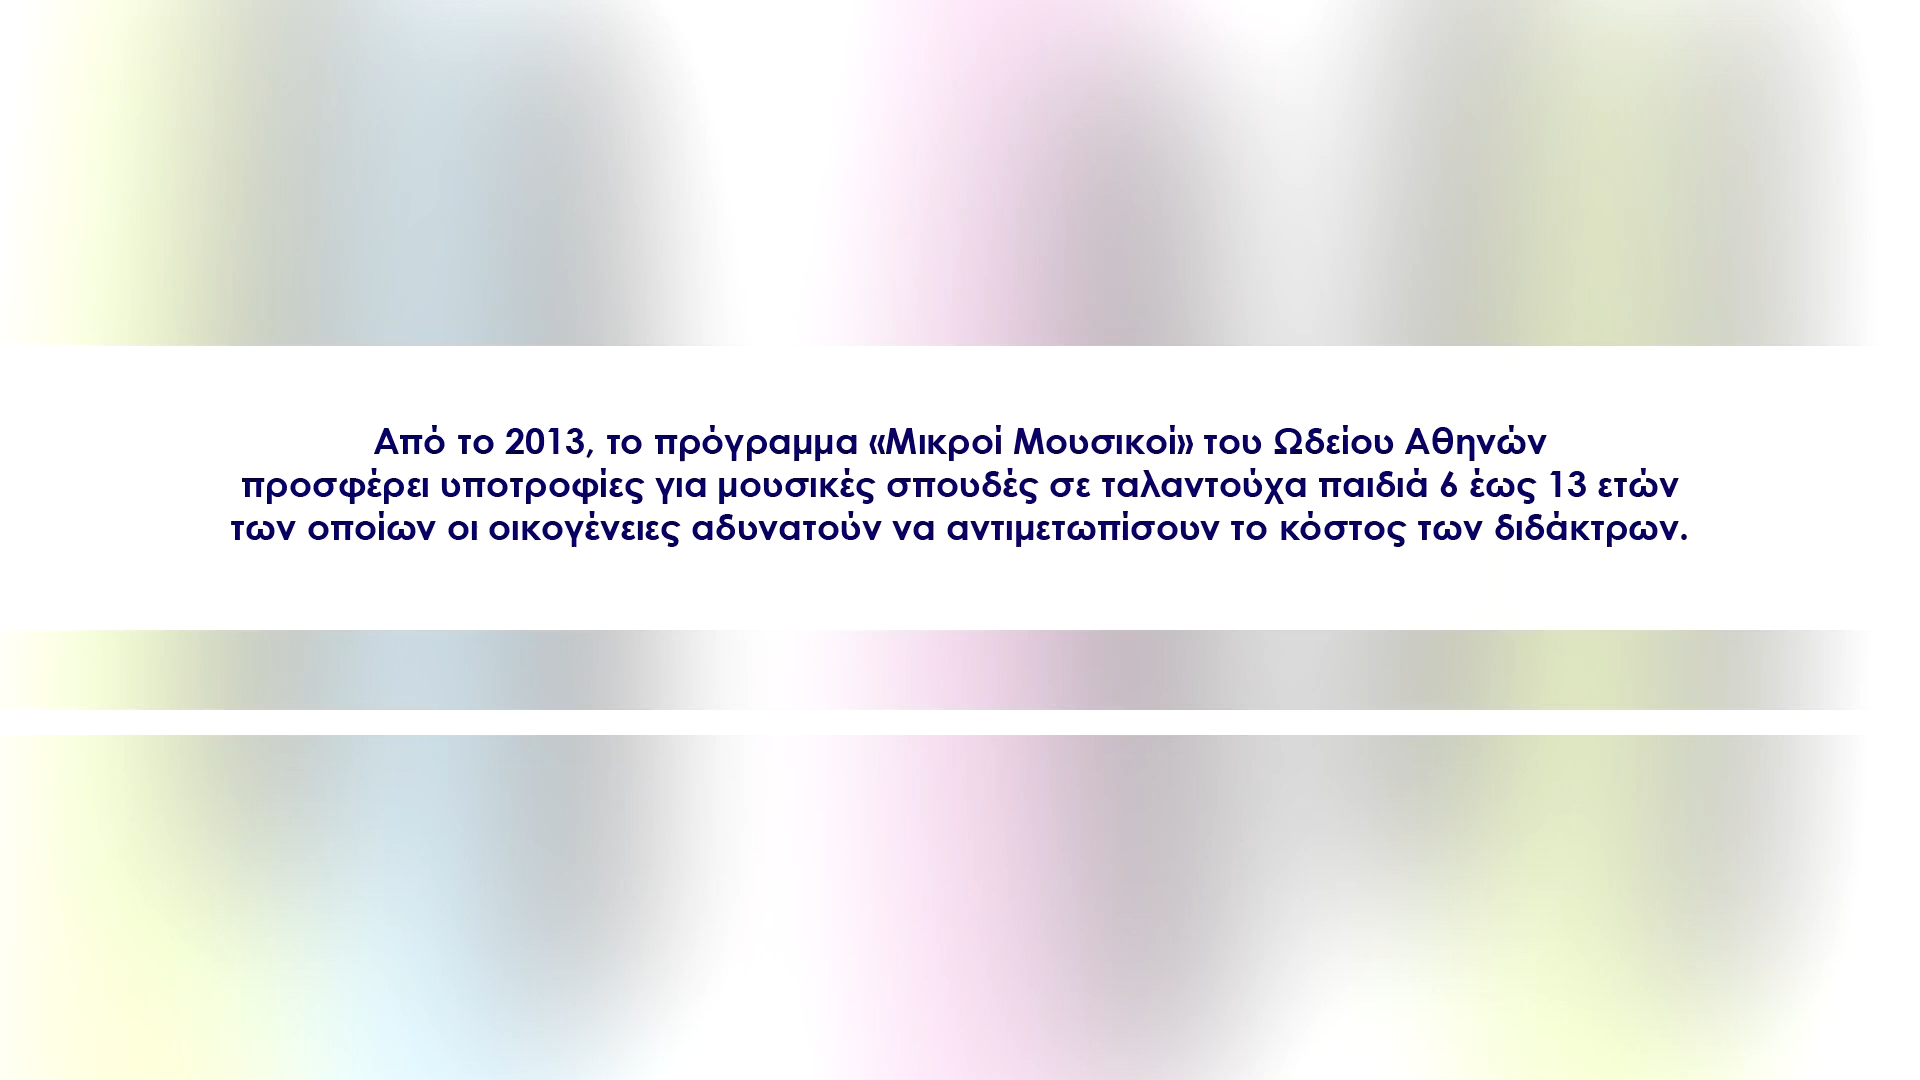 Από το 2013, το πρόγραμμα «Μικροί Μουσικοί» του Ωδείου Αθηνών
προσφέρει υποτροφίες για μουσικές σπουδές σε ταλαντούχα παιδιά 6 έως 13 ετών
των οποίων οι οικογένειες αδυνατούν να αντιμετωπίσουν το κόστος των διδάκτρων.